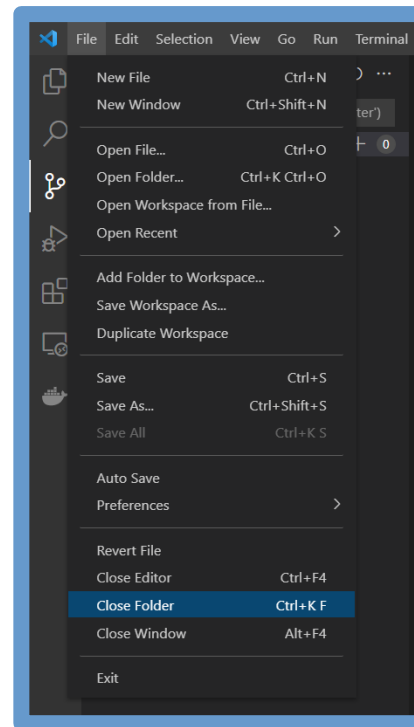 File Edit Selection View Go Run Terminal
New File Ctrl+N
New Window Ctrl+Shift+N
ter')
Open File... Ctrl+O
0
Open Folder... Ctrl+K Ctrl+O
Open Workspace from File...
Open Recent
Add Folder to Workspace...
Save Workspace As...
Duplicate Workspace
Save Ctrl+S
Save As... Ctrl+Shift+S
Save All Ctrl+K S
Auto Save
Preferences
Revert File
Close Editor Ctrl+F4
Close Folder Ctrl+K F
Close Window Alt+F4
Exit